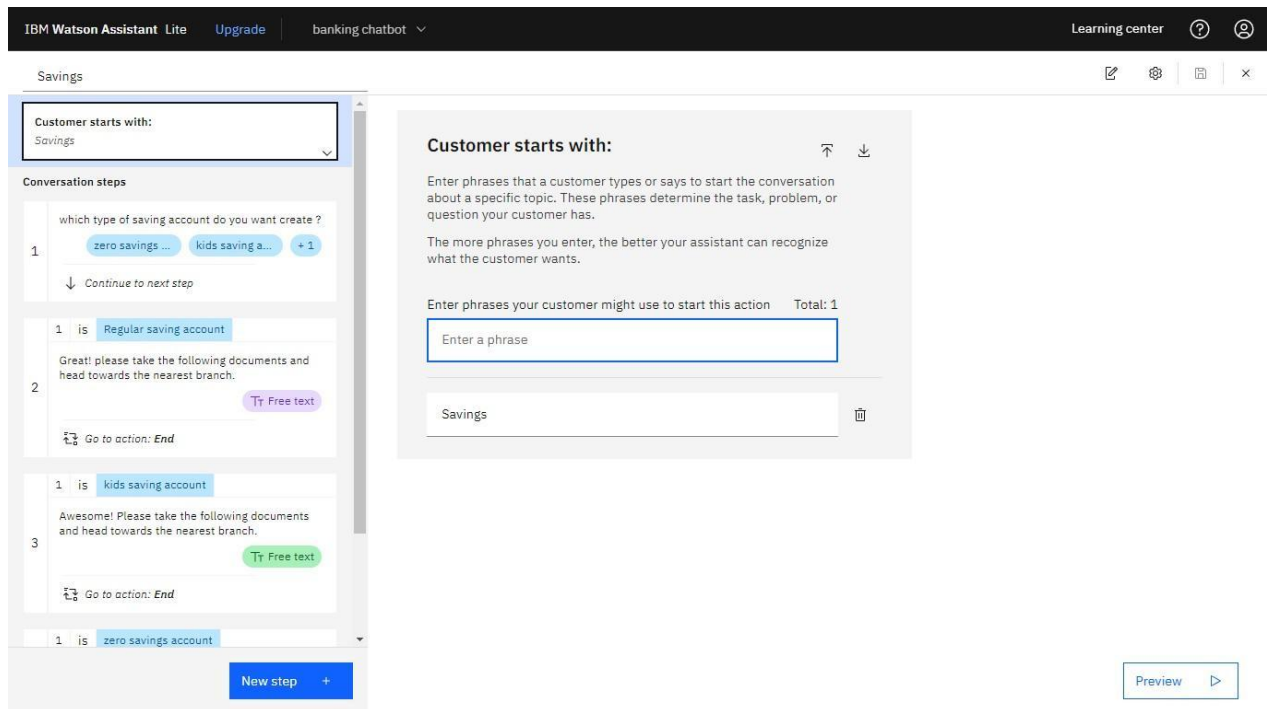 IBM Watson Assistant Lite Upgrade banking chatbot Learning center
Savings
Customer starts with:
Savings
Conversation steps
1
which type of saving account do you want create ?
zero savings ... kids saving a... + 1
Continue to next step
2
1 is Regular saving account
Great! please take the following documents and
head towards the nearest branch.
Free text
Go to action: End
3
1 is kids saving account
Awesome! Please take the following documents
and head towards the nearest branch.
Free text
Go to action: End
1 is zero savings account
New step +
Customer starts with:
Enter phrases that a customer types or says to start the conversation
about a specific topic. These phrases determine the task, problem, or
question your customer has.
The more phrases you enter, the better your assistant can recognize
what the customer wants.
Enter phrases your customer might use to start this action Total: 1
Enter a phrase
Savings
Preview